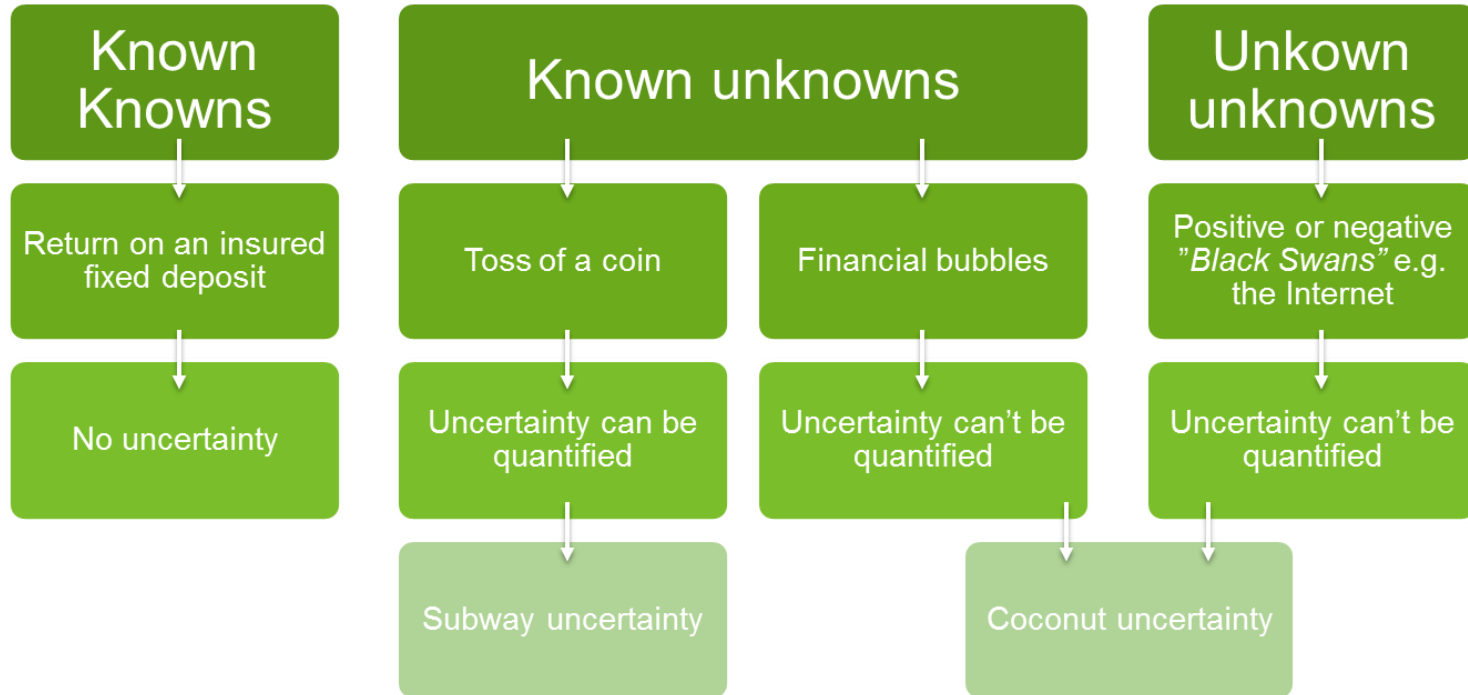 Known
Knowns
Known unknowns
Unkown
unknowns
Return on an insured
fixed deposit
Toss of a coin
Financial bubbles
Positive or negative
”Black Swans” e.g.
the Internet
No uncertainty
Uncertainty can be
quantified
Uncertainty can’t be
quantified
Uncertainty can't be
quantified
Subway uncertainty
Coconut uncertainty